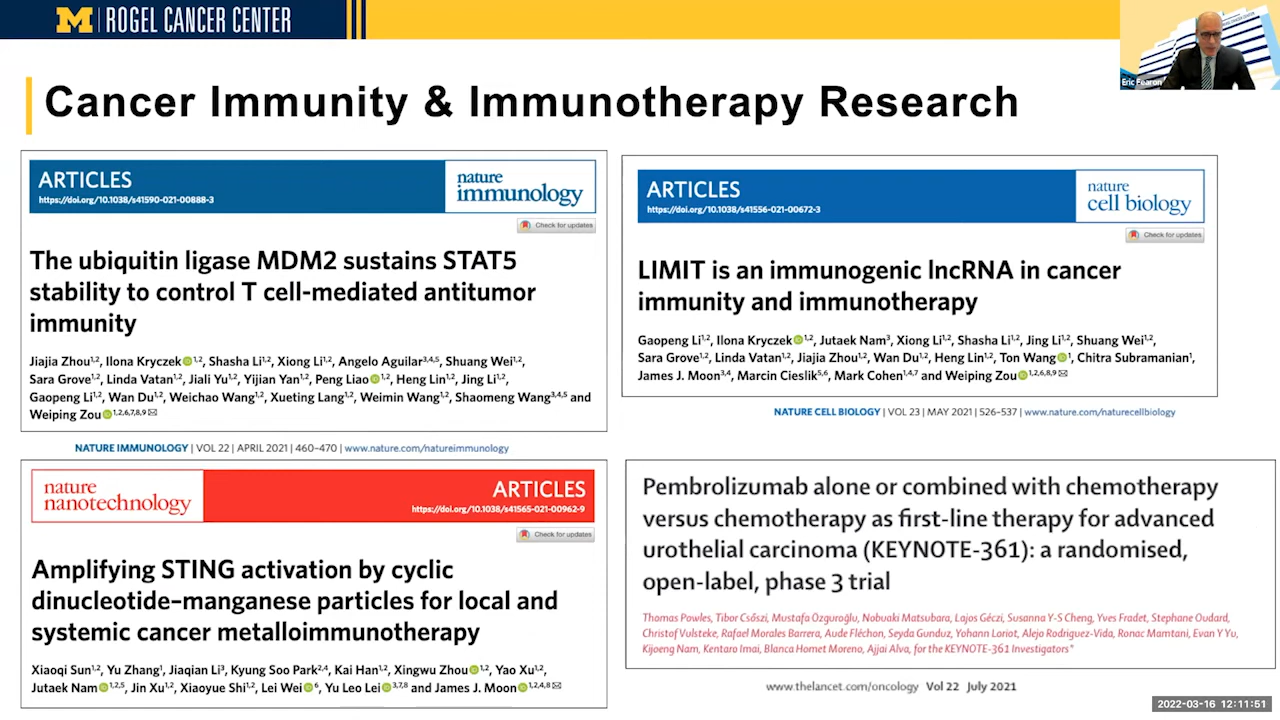 M | ROGEL CANCER CENTER
Eric Fearon
Cancer Immunity & Immunotherapy Research
ARTICLES
https://doi.org/10.1038/s41590-021-00888-3
nature
immunology
Check for updates
The ubiquitin ligase MDM2 sustains STAT5
stability to control T cell-mediated antitumor
immunity
Jiajia Zhou1,2, Ilona Kryczek1,2, Shasha Li1,2, Xiong Li1,2, Angelo Aguilar3,4,5, Shuang Wei1,2,
Sara Grove1,2, Linda Vatan1,2, Jiali Yu1,2, Yijian Yan1,2, Peng Liao1,2, Heng Lin1,2, Jing Li1,2,
Gaopeng Li1,2, Wan Du1,2, Weichao Wang1,2, Xueting Lang1,2, Weimin Wang1,2, Shaomeng Wang3,4,5 and
Weiping Zou1,2,6,7,8,9
NATURE IMMUNOLOGY | VOL 22 | APRIL 2021 | 460–470 | www.nature.com/natureimmunology
ARTICLES
https://doi.org/10.1038/s41556-021-00672-3
nature
cell biology
Check for updates
LIMIT is an immunogenic lncRNA in cancer
immunity and immunotherapy
Gaopeng Li1,2, Ilona Kryczek1,2, Jutaek Nam3, Xiong Li1,2, Shasha Li1,2, Jing Li1,2, Shuang Wei1,2,
Sara Grove1,2, Linda Vatan1,2, Jiajia Zhou1,2, Wan Du1,2, Heng Lin1,2, Ton Wang1, Chitra Subramanian1,
James J. Moon3,4, Marcin Cieslik5,6, Mark Cohen1,4,7 and Weiping Zou1,2,6,8,9
NATURE CELL BIOLOGY | VOL 23 | MAY 2021 | 526–537 | www.nature.com/naturecellbiology
nature
nanotechnology
ARTICLES
https://doi.org/10.1038/s41565-021-00962-9
Check for updates
Amplifying STING activation by cyclic
dinucleotide–manganese particles for local and
systemic cancer metalloimmunotherapy
Xiaoqi Sun1,2, Yu Zhang1, Jiaqian Li3, Kyung Soo Park2,4, Kai Han1,2, Xingwu Zhou1,2, Yao Xu1,2,
Jutaek Nam1,2,5, Jin Xu1,2, Xiaoyue Shi1,2, Lei Wei6, Yu Leo Lei3,7,8 and James J. Moon1,2,4,8
Pembrolizumab alone or combined with chemotherapy
versus chemotherapy as first-line therapy for advanced
urothelial carcinoma (KEYNOTE-361): a randomised,
open-label, phase 3 trial
Thomas Powles, Tibor Csőszi, Mustafa Özgüroğlu, Nobuaki Matsubara, Lajos Géczi, Susanna Y-S Cheng, Yves Fradet, Stephane Oudard,
Christof Vulsteke, Rafael Morales Barrera, Aude Fléchon, Seyda Gunduz, Yohann Loriot, Alejo Rodriguez-Vida, Ronac Mamtani, Evan Y Yu,
Kijoeng Nam, Kentaro Imai, Blanca Homet Moreno, Ajjai Alva, for the KEYNOTE-361 Investigators*
www.thelancet.com/oncology Vol 22 July 2021
2022-03-16 12:11:51